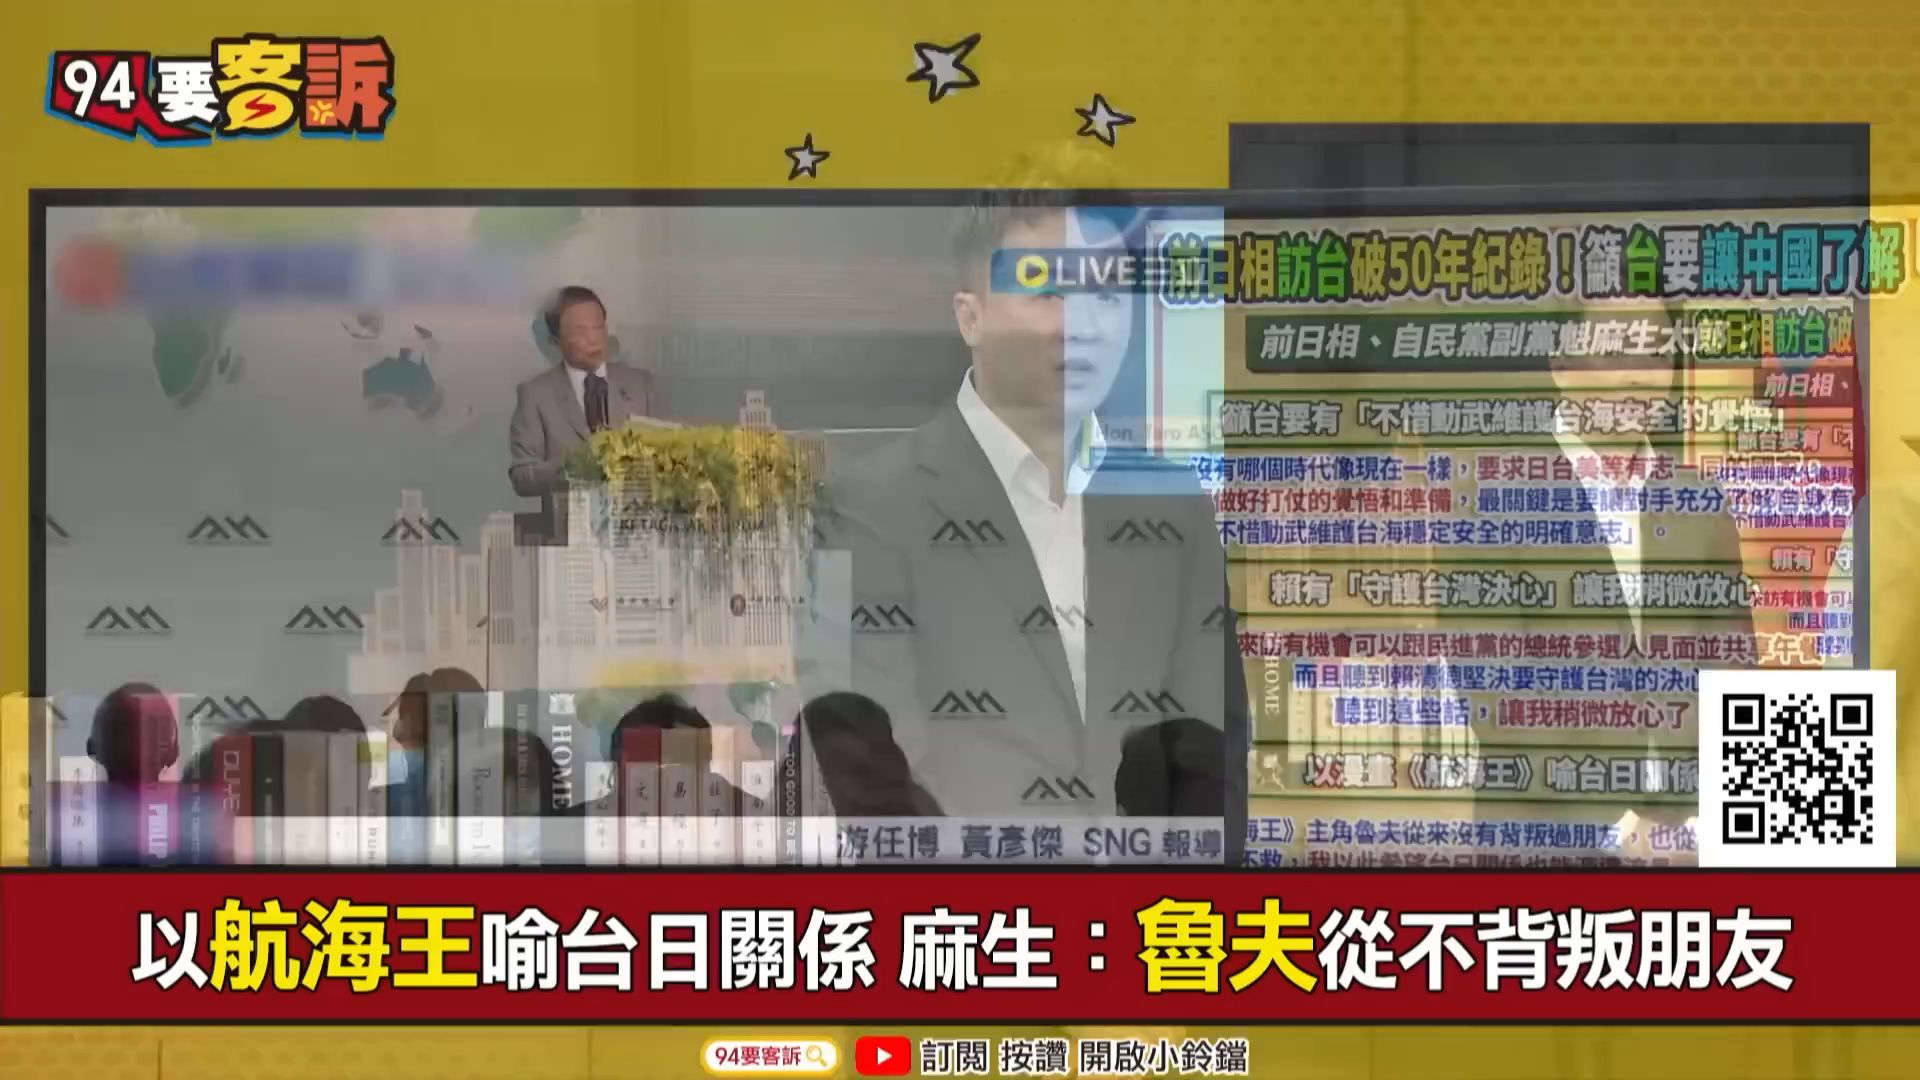 94要客訴
LIVE
前日相訪台破50年紀錄！籲台要讓中國了解
前日相、自民黨副黨魁麻生太
前日相訪台破
前日相、
籲台要有「不惜動武維護台海安全的覺悟」
沒有哪個時代像現在一樣，要求日台美等有志一同
做好打仗的覺悟和準備，最關鍵是要讓對手充分了解台灣有
不惜動武維護台海穩定安全的明確意志」。
賴有「守護台灣決心」讓我稍微放心
來訪有機會可以跟民進黨的總統參選人見面並共享午餐
而且聽到賴清德堅決要守護台灣的決心
聽到這些話，讓我稍微放心了
以漫畫《航海王》喻台日關係
海王》主角魯夫從來沒有背叛過朋友，也從
HOME
HOME
游任博 黃彥傑 SNG 報導
以航海王喻台日關係 麻生：魯夫從不背叛朋友
94要客訴
訂閱 按讚 開啟小鈴鐺